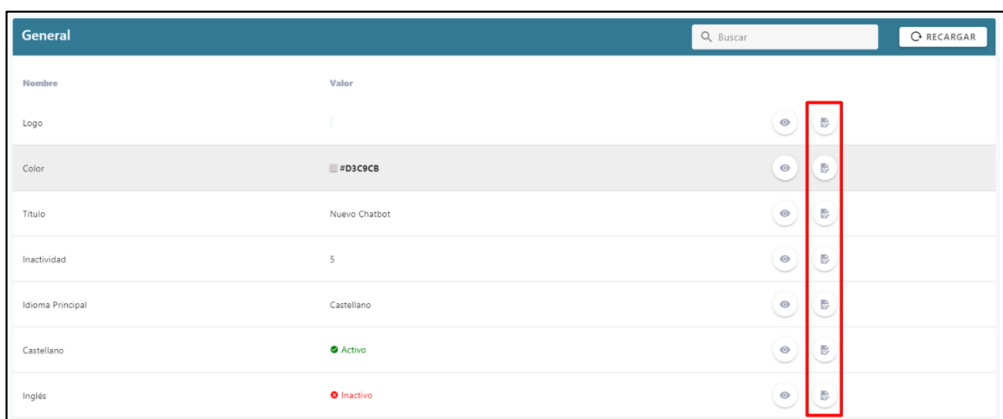 General
Buscar
RECARGAR
Nombre Valor
Logo
Color #D3C9CB
Título Nuevo Chatbot
Inactividad 5
Idioma Principal Castellano
Castellano Activo
Inglés Inactivo